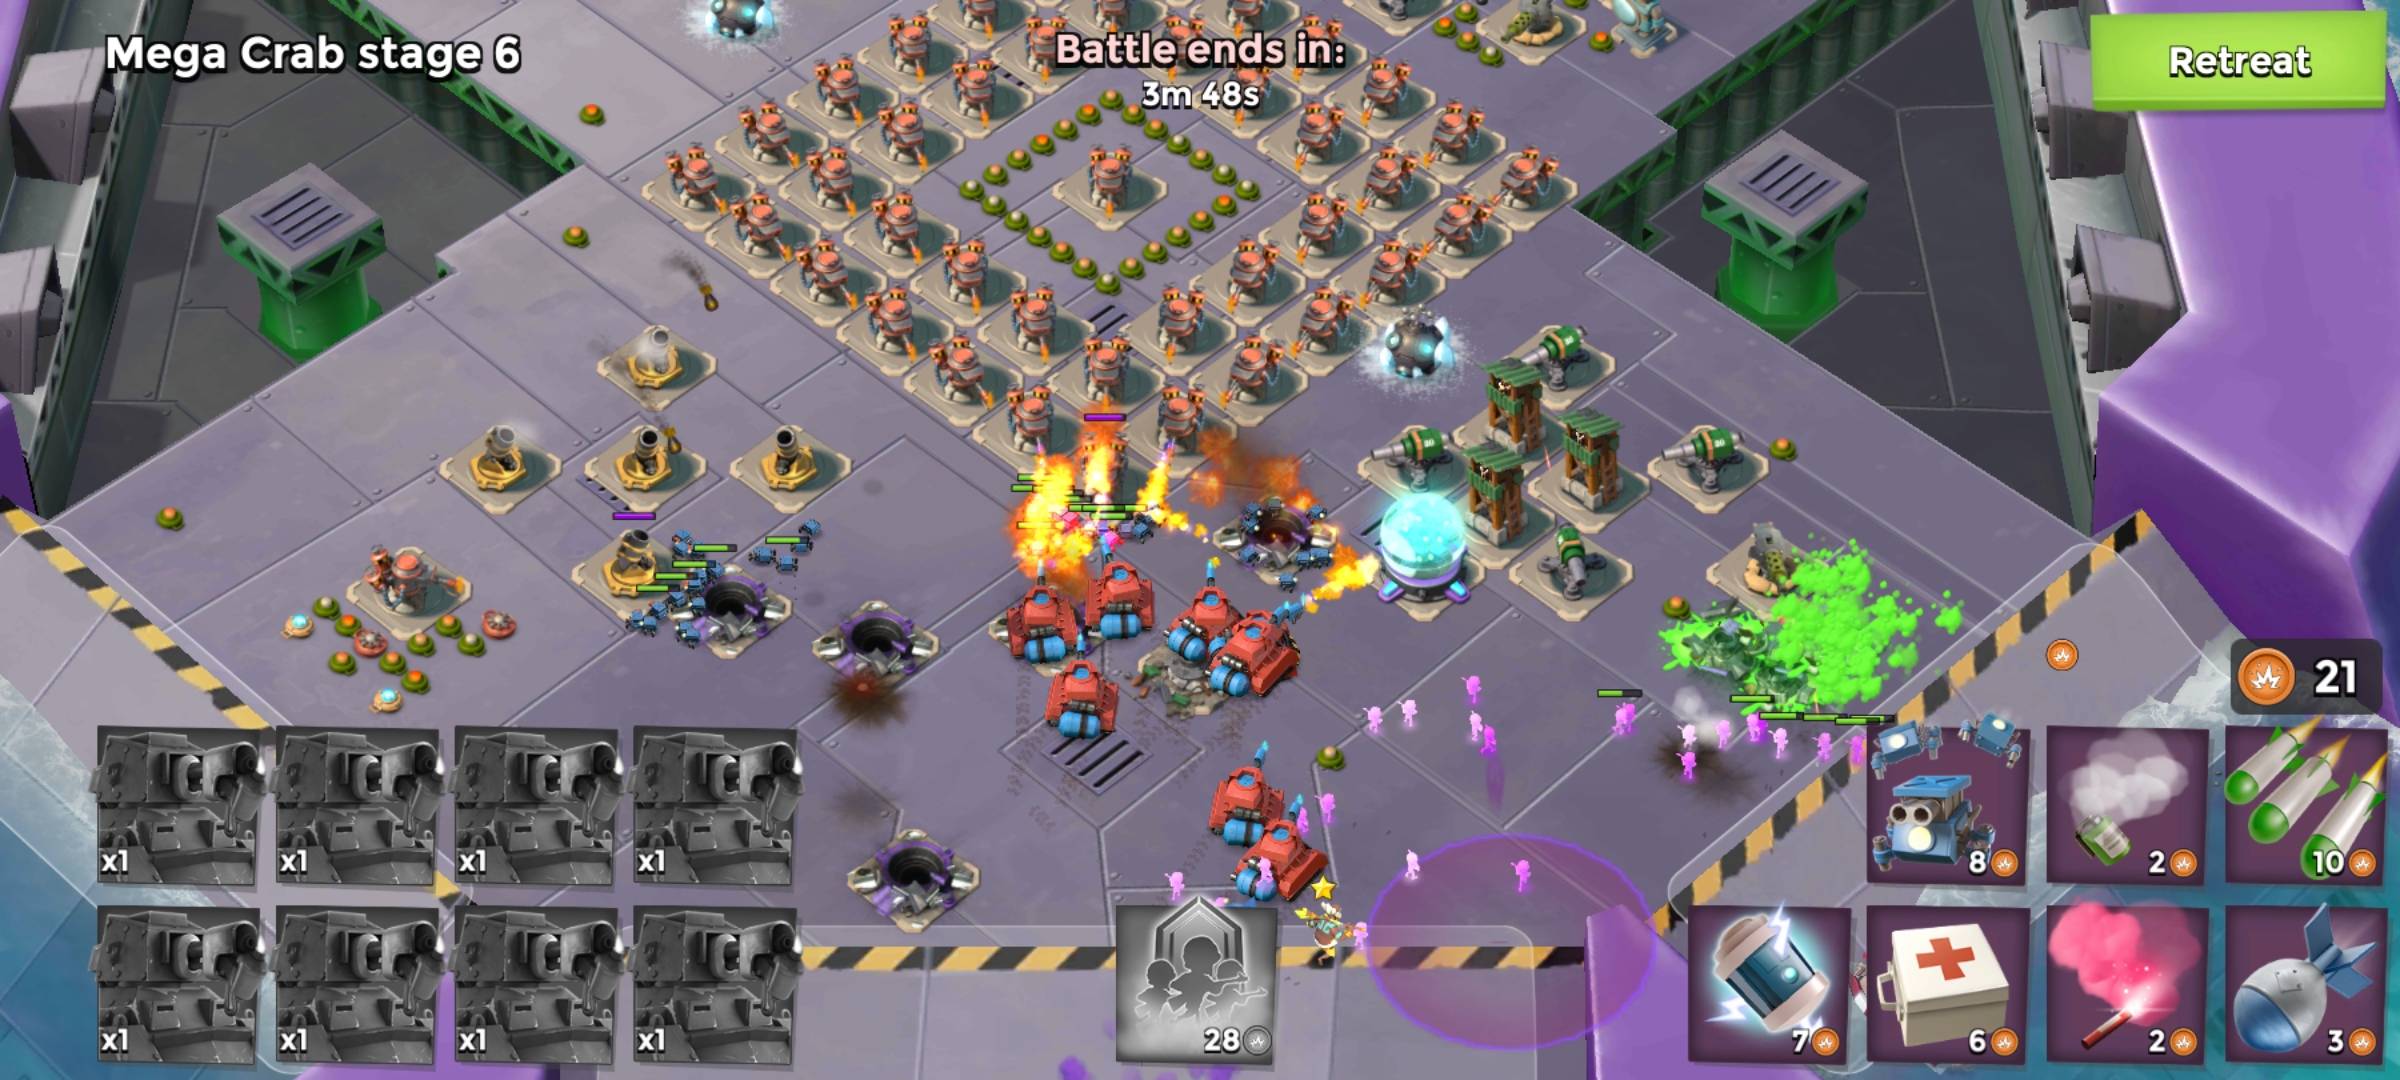 Mega Crab stage 6
Battle ends in:
3m 48s
Retreat
21
x1
x1
x1
x1
8
2
10
x1
x1
x1
x1
28
7
6
2
3